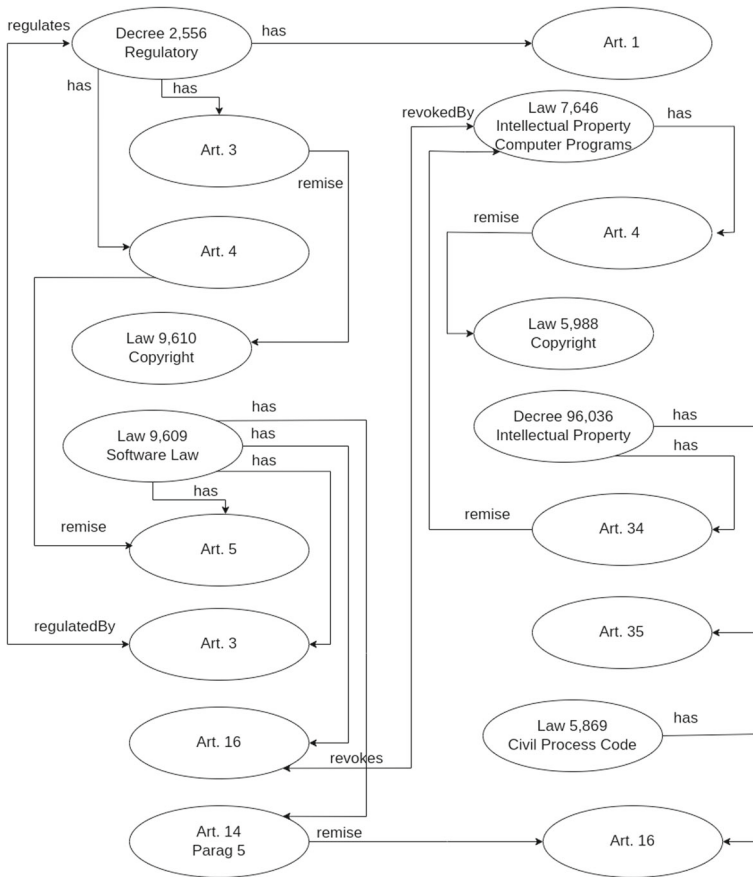 regulates
Decree 2,556
Regulatory
has
Art. 1
has
has
Art. 3
remise
Art. 4
Law 9,610
Copyright
has
Law 9,609
Software Law
has
has
has
remise
Art. 5
regulatedBy
Art. 3
Art. 16
revokes
Art. 14
Parag 5
remise
Art. 16
revokedBy
Law 7,646
Intellectual Property
Computer Programs
has
remise
Art. 4
Law 5,988
Copyright
Decree 96,036
Intellectual Property
has
has
remise
Art. 34
Art. 35
Law 5,869
Civil Process Code
has